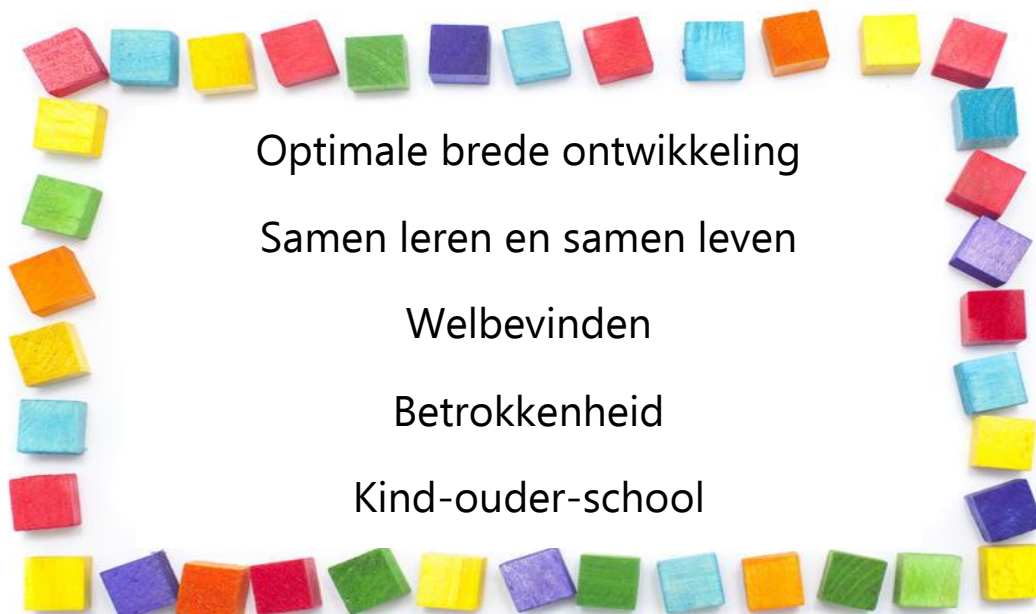 Optimale brede ontwikkeling
Samen leren en samen leven
Welbevinden
Betrokkenheid
Kind-ouder-school